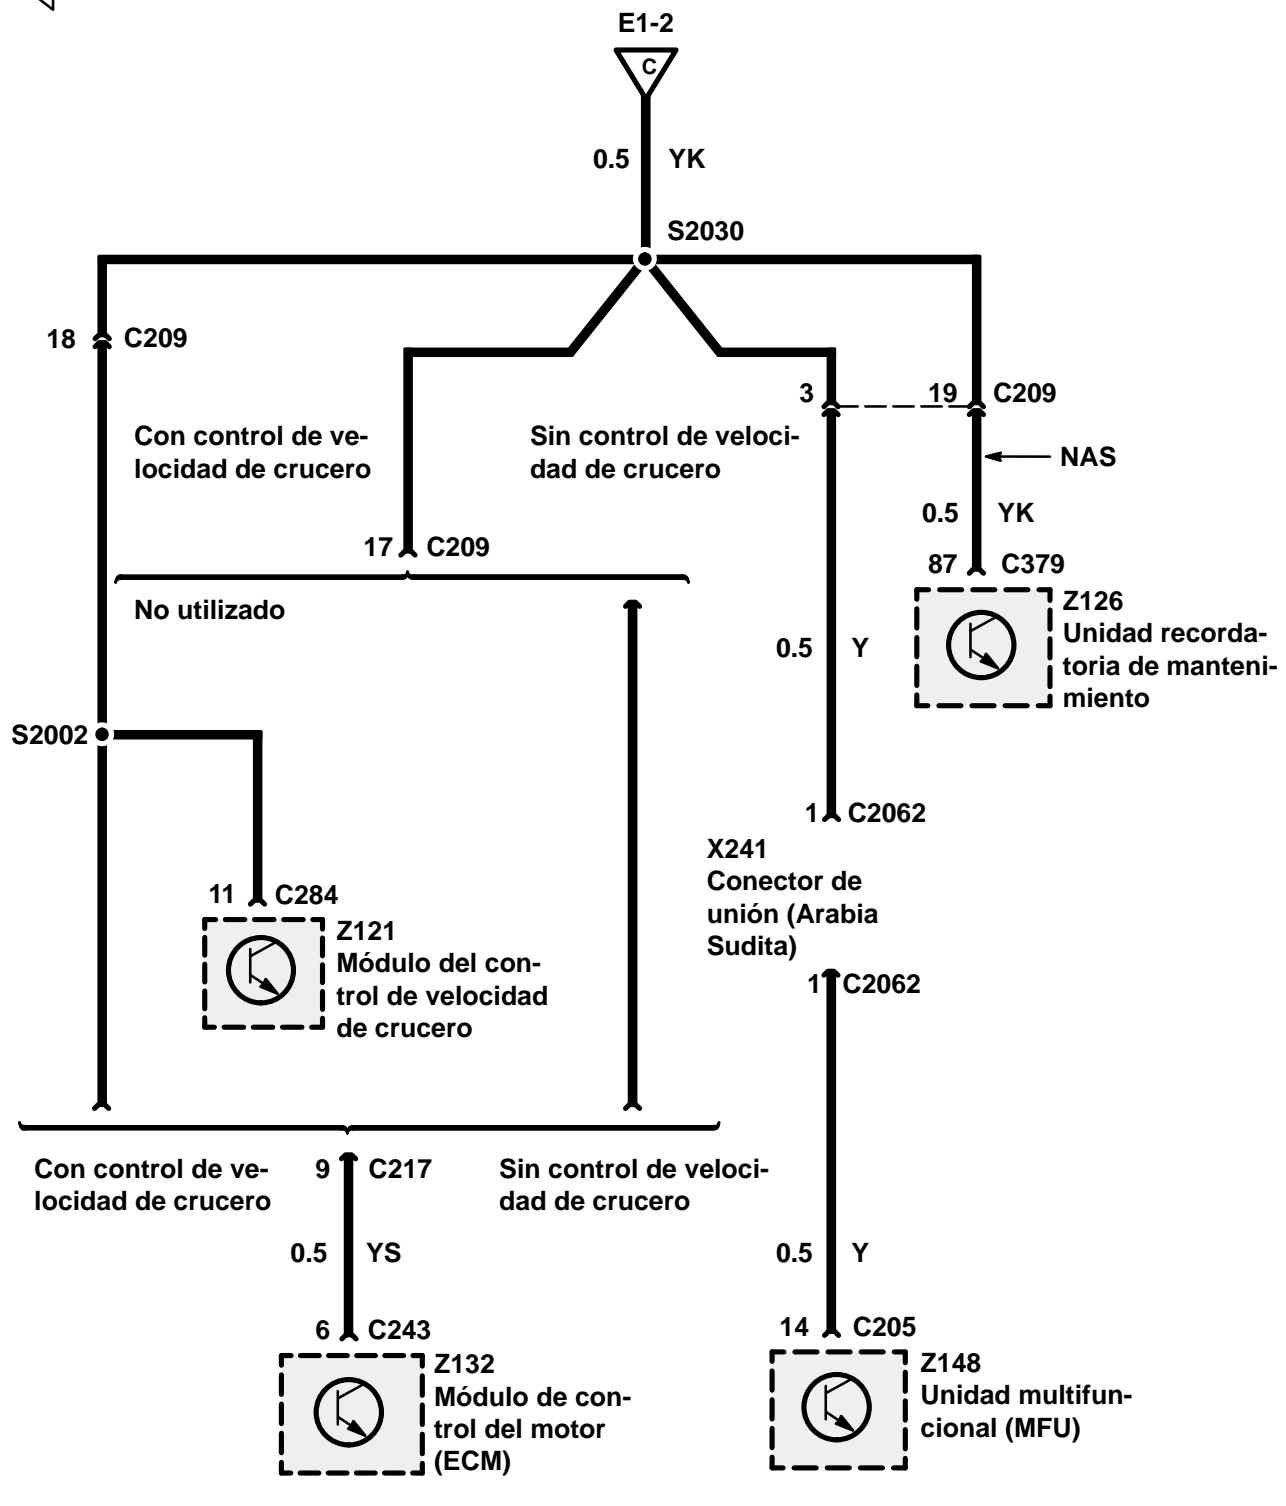 E1-2
C
0.5 YK
S2030
18 C209
3 19 C209
Con control de ve-
locidad de crucero
Sin control de veloci-
dad de crucero
NAS
0.5 YK
17 C209
87 C379
No utilizado
Z126
Unidad recorda-
toria de manteni-
miento
0.5 Y
S2002
1 C2062
X241
Conector de
unión (Arabia
Sudita)
11 C284
Z121
Módulo del con-
trol de velocidad
de crucero
1 C2062
Con control de ve-
locidad de crucero
9 C217
Sin control de veloci-
dad de crucero
0.5 YS
0.5 Y
6 C243
14 C205
Z132
Módulo de con-
trol del motor
(ECM)
Z148
Unidad multifun-
cional (MFU)